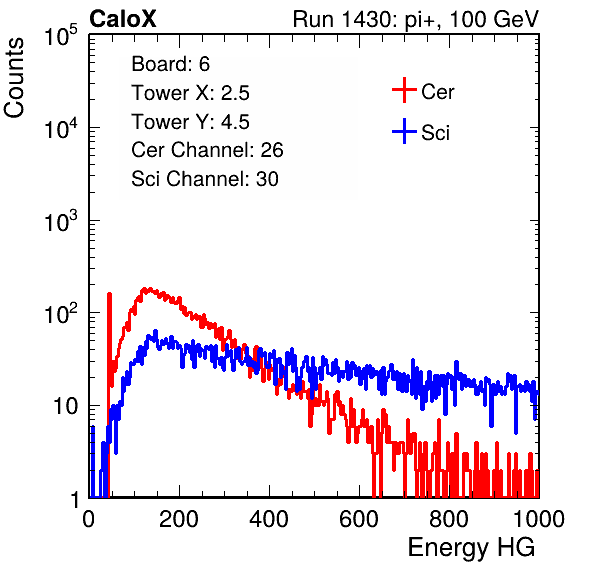 CaloX Run 1430: pi+, 100 GeV
Counts
Board: 6
Tower X: 2.5
Tower Y: 4.5
Cer Channel: 26
Sci Channel: 30
Cer
Sci
10^5
10^4
10^3
10^2
10
1
0 200 400 600 800 1000
Energy HG